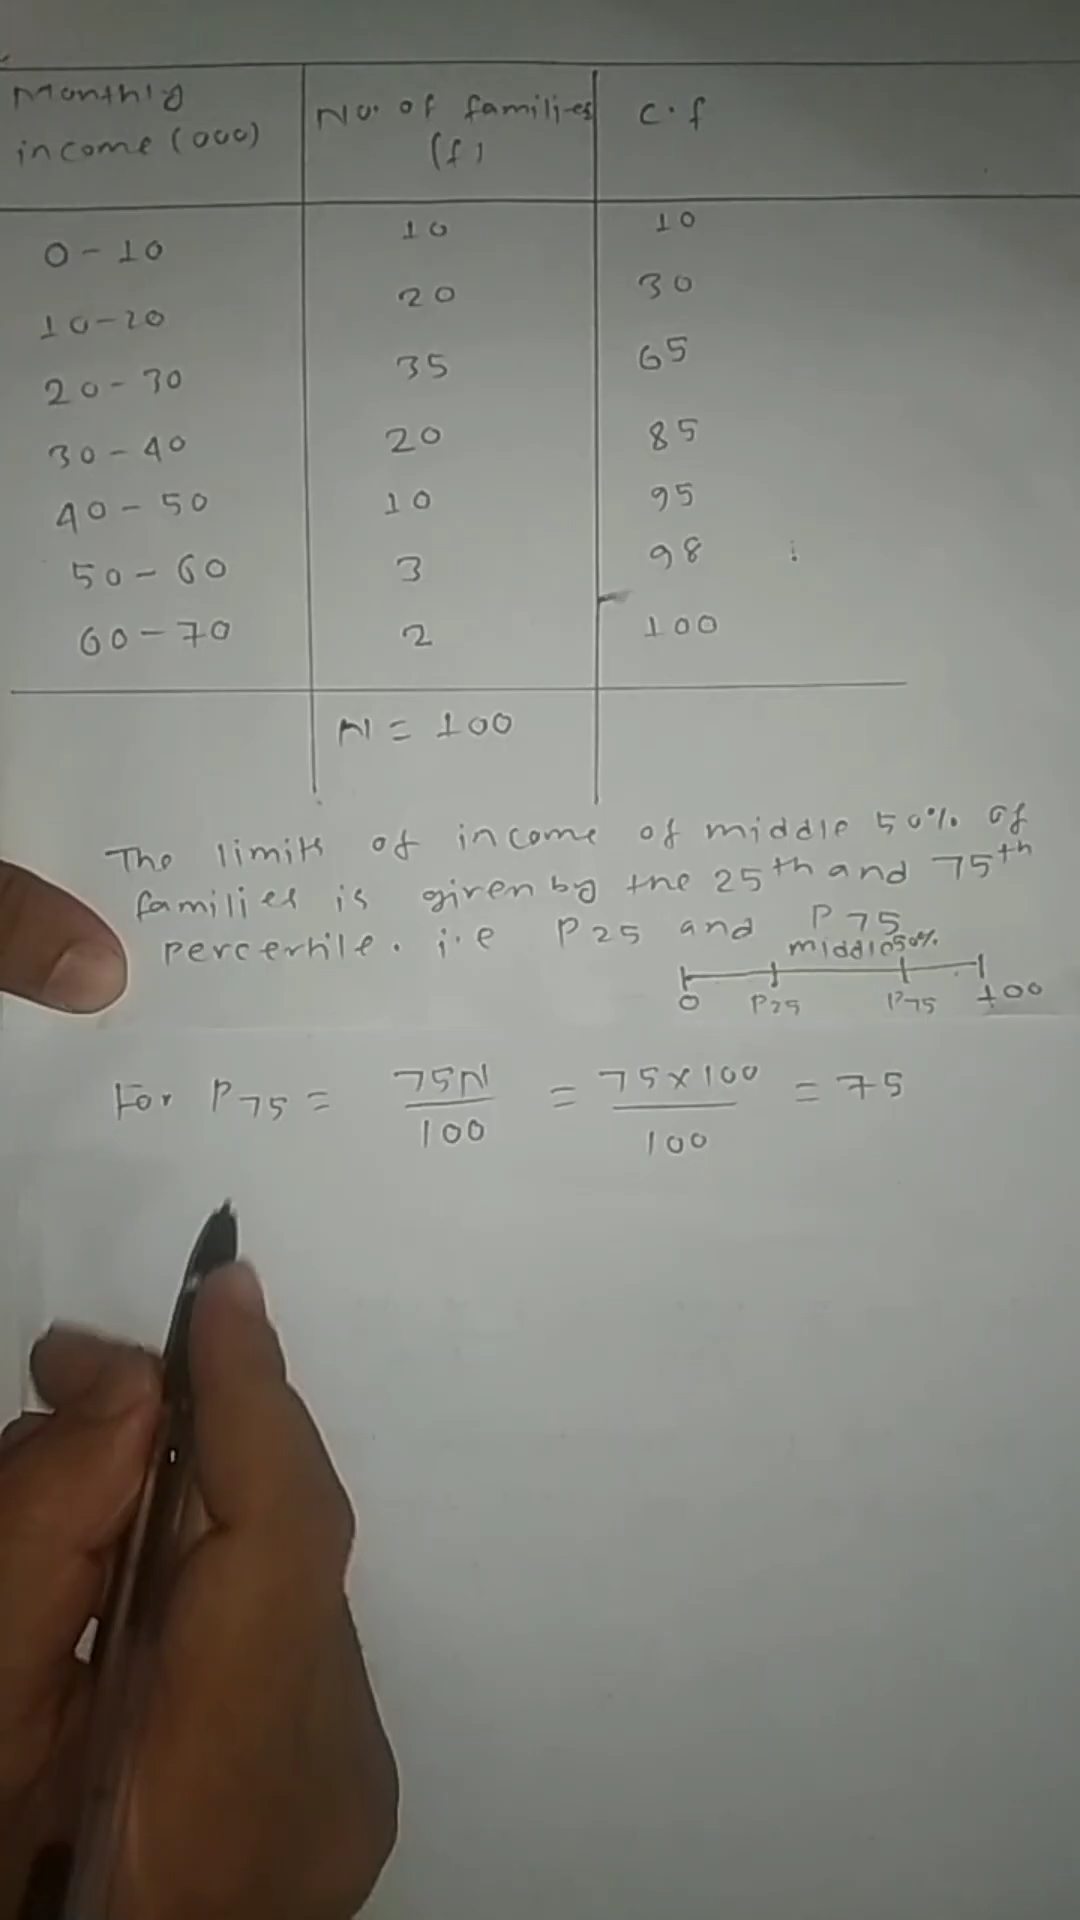 Monthly No. of families c.f
income (000) (f)
0-10 10 10
10-20 20 30
20-30 35 65
30-40 20 85
40-50 10 95
50-60 3 98
60-70 2 100
N = 100
The limits of income of middle 50% of
families is given by the 25th and 75th
percentile. i.e P25 and P75
middle 50%
0 P25 P75 100
For P75 = 75N/100 = 75×100/100 = 75